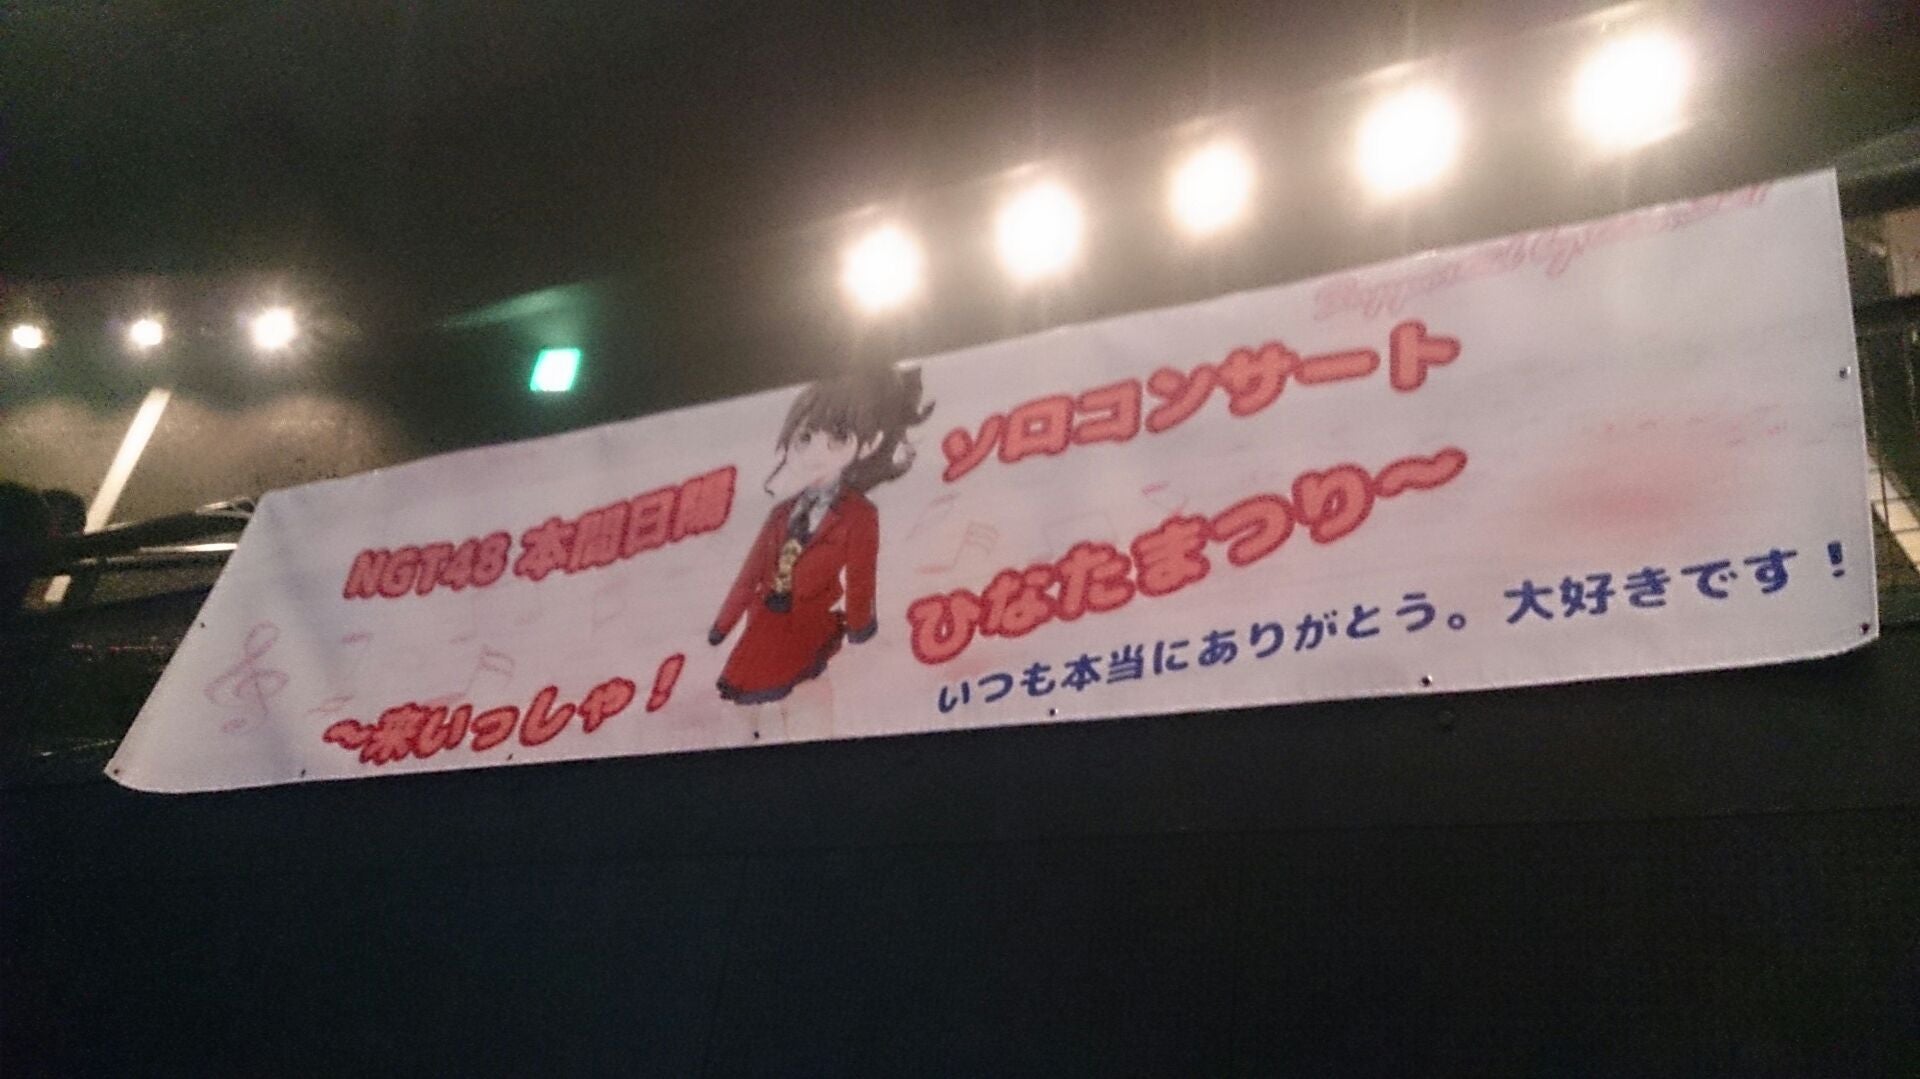 NGT48 本間日陽
ソロコンサート
～来いっしゃ！
ひなたまつり～
いつも本当にありがとう。大好きです！